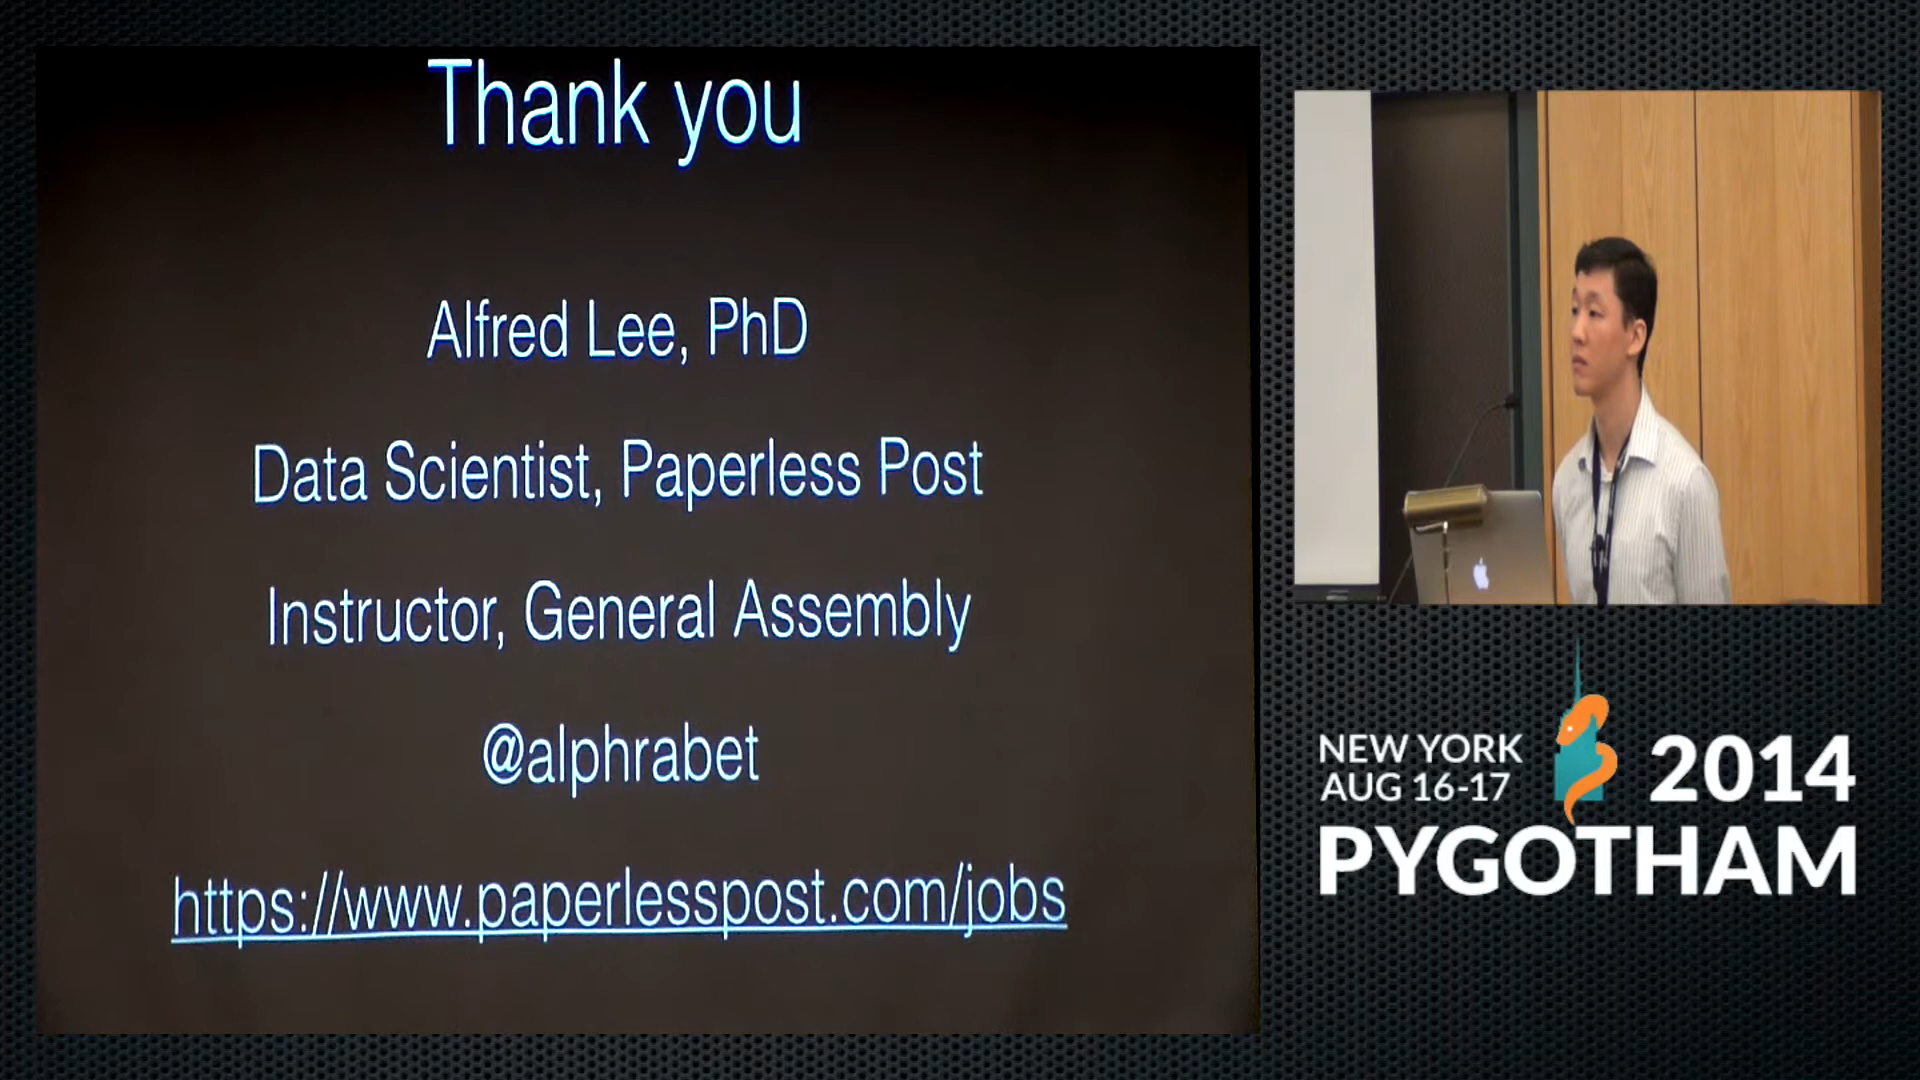 Thank you
Alfred Lee, PhD
Data Scientist, Paperless Post
Instructor, General Assembly
@alphrabet
https://www.paperlesspost.com/jobs
NEW YORK
AUG 16-17
2014
PYGOTHAM